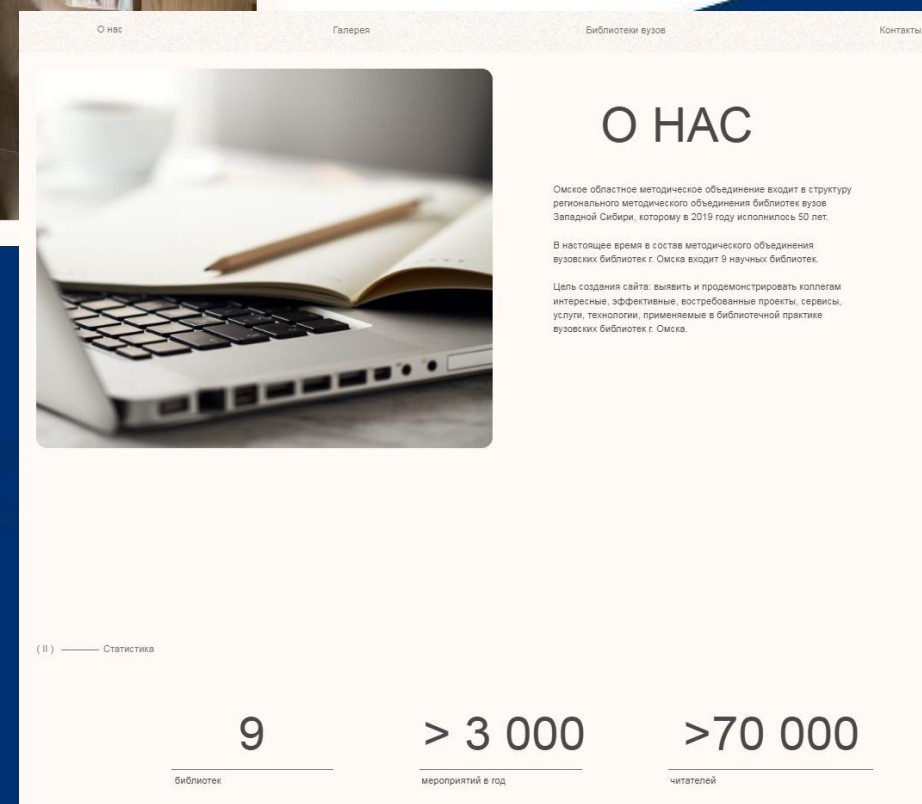 О нас
Галерея
Библиотеки вузов
Контакты
О НАС
Омское областное методическое объединение входит в структуру
регионального методического объединения библиотек вузов
Западной Сибири, которому в 2019 году исполнилось 50 лет.
В настоящее время в состав методического объединения
вузовских библиотек г. Омска входит 9 научных библиотек.
Цель создания сайта: выявить и продемонстрировать коллегам
интересные, эффективные, востребованные проекты, сервисы,
услуги, технологии, применяемые в библиотечной практике
вузовских библиотек г. Омска.
( II ) ——— Статистика
9
> 3 000
>70 000
библиотек
мероприятий в год
читателей